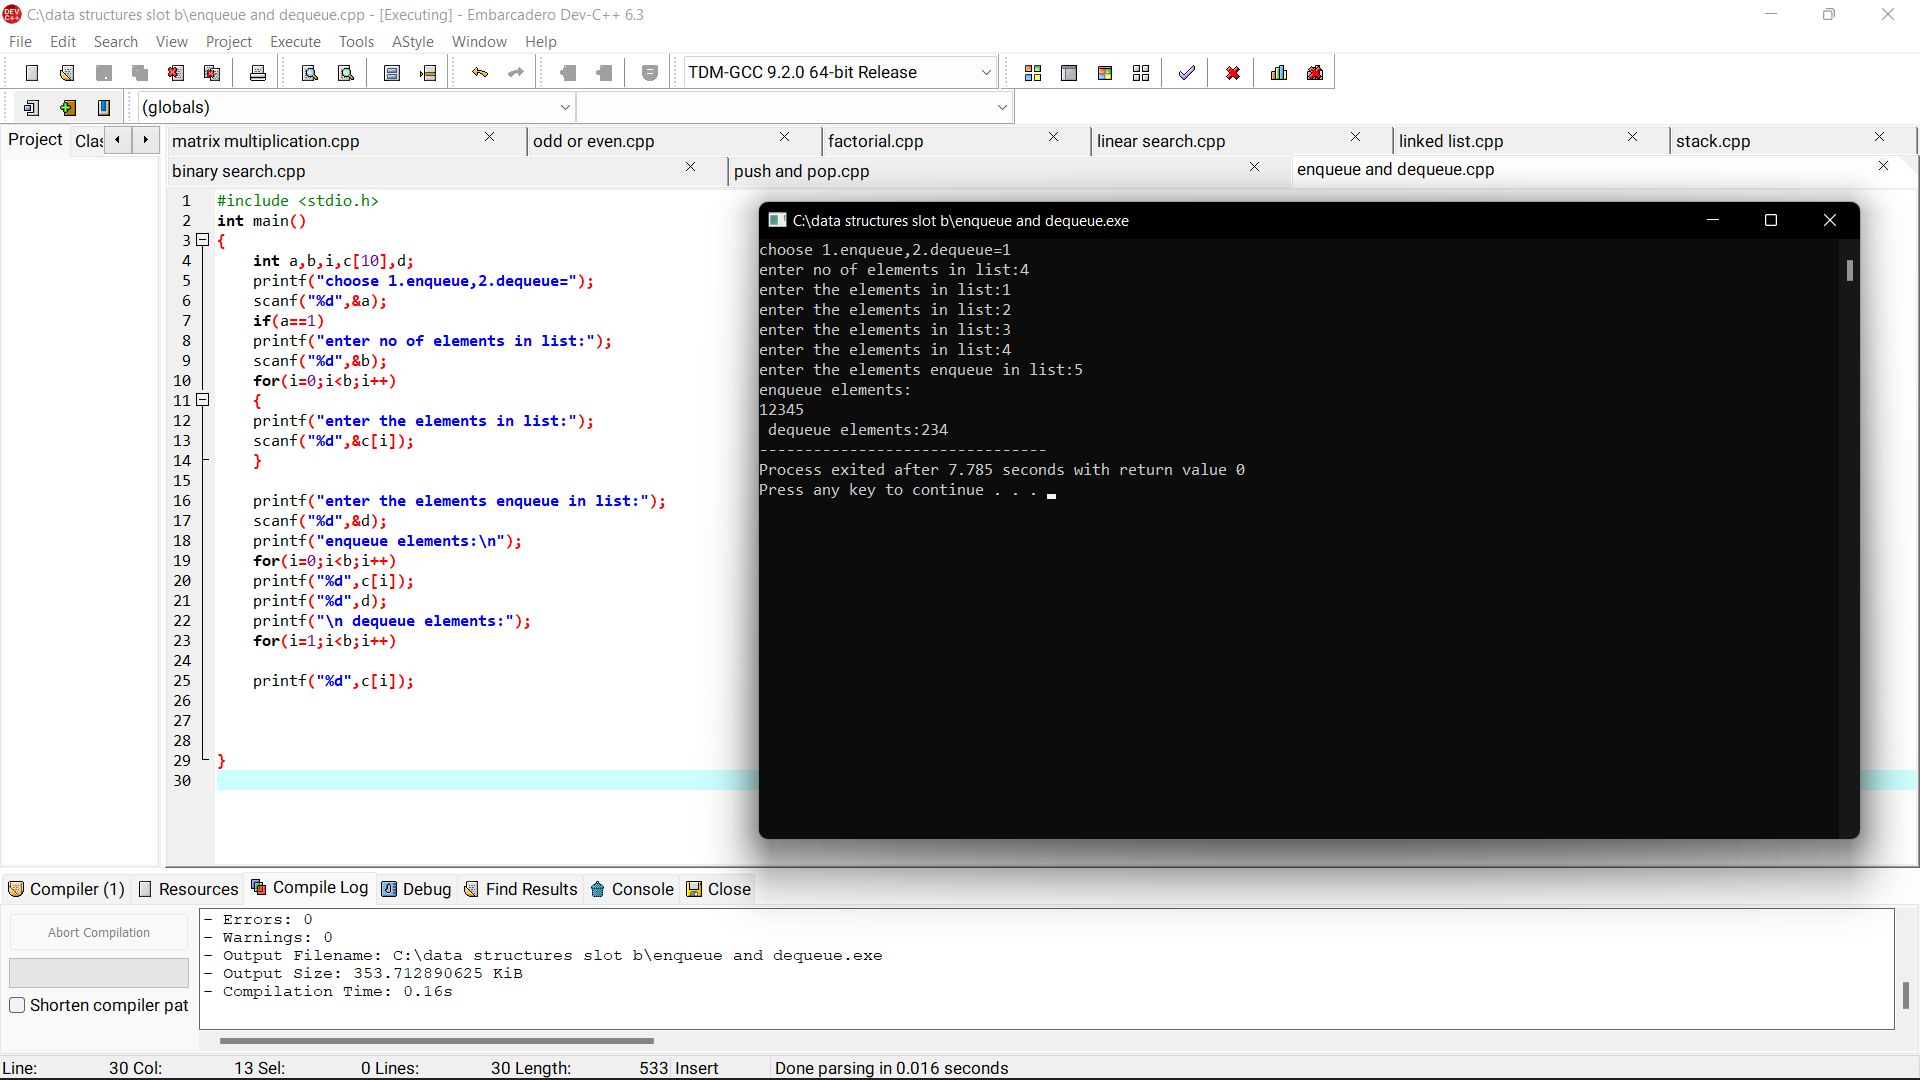 C:\data structures slot b\enqueue and dequeue.cpp - [Executing] - Embarcadero Dev-C++ 6.3
File Edit Search View Project Execute Tools AStyle Window Help
TDM-GCC 9.2.0 64-bit Release
(globals)
Project Clas
matrix multiplication.cpp odd or even.cpp factorial.cpp linear search.cpp linked list.cpp stack.cpp
binary search.cpp push and pop.cpp enqueue and dequeue.cpp
1 #include <stdio.h>
2 int main()
3 {
4 int a,b,i,c[10],d;
5 printf("choose 1.enqueue,2.dequeue=");
6 scanf("%d",&a);
7 if(a==1)
8 printf("enter no of elements in list:");
9 scanf("%d",&b);
10 for(i=0;i<b;i++)
11 {
12 printf("enter the elements in list:");
13 scanf("%d",&c[i]);
14 }
15
16 printf("enter the elements enqueue in list:");
17 scanf("%d",&d);
18 printf("enqueue elements:\n");
19 for(i=0;i<b;i++)
20 printf("%d",c[i]);
21 printf("%d",d);
22 printf("\n dequeue elements:");
23 for(i=1;i<b;i++)
24
25 printf("%d",c[i]);
26
27
28
29 }
30
C:\data structures slot b\enqueue and dequeue.exe
choose 1.enqueue,2.dequeue=1
enter no of elements in list:4
enter the elements in list:1
enter the elements in list:2
enter the elements in list:3
enter the elements in list:4
enter the elements enqueue in list:5
enqueue elements:
12345
dequeue elements:234
--------------------------------
Process exited after 7.785 seconds with return value 0
Press any key to continue . . .
Compiler (1) Resources Compile Log Debug Find Results Console Close
Abort Compilation
Shorten compiler pat
- Errors: 0
- Warnings: 0
- Output Filename: C:\data structures slot b\enqueue and dequeue.exe
- Output Size: 353.712890625 KiB
- Compilation Time: 0.16s
Line: 30 Col: 13 Sel: 0 Lines: 30 Length: 533 Insert Done parsing in 0.016 seconds